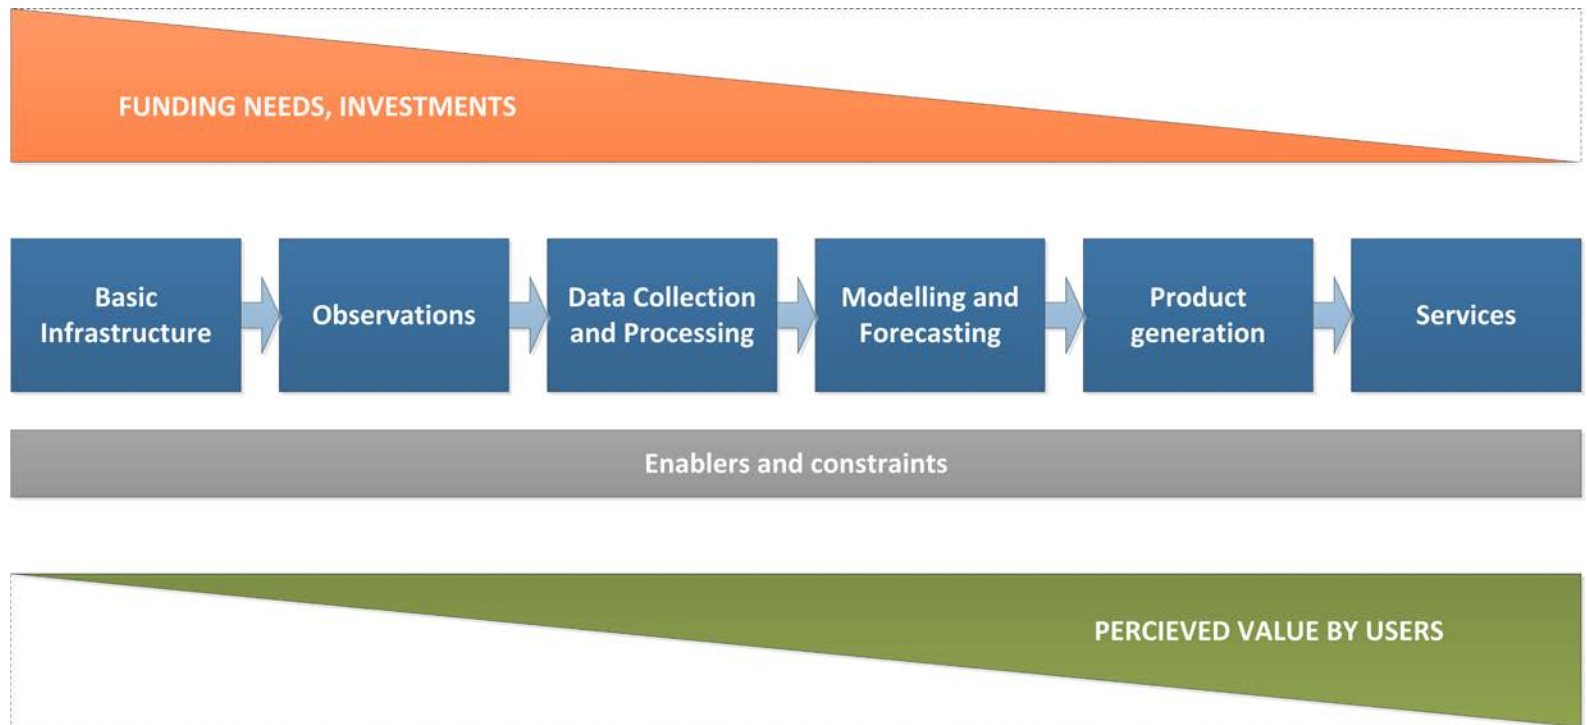 FUNDING NEEDS, INVESTMENTS
Basic
Infrastructure
Observations
Data Collection
and Processing
Modelling and
Forecasting
Product
generation
Services
Enablers and constraints
PERCIEVED VALUE BY USERS